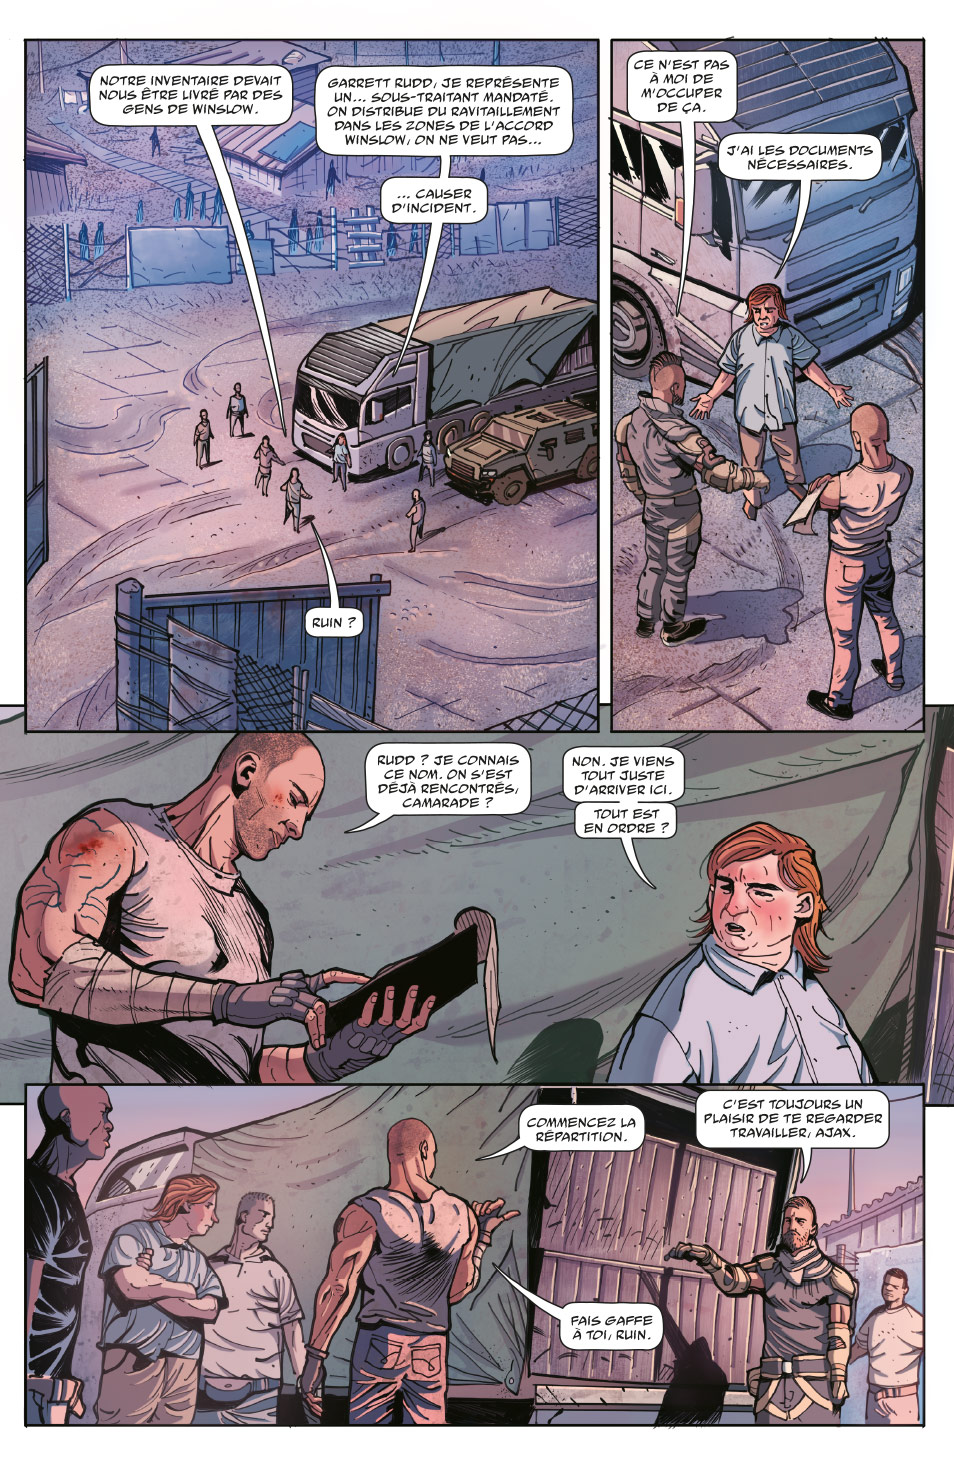 NOTRE INVENTAIRE DEVAIT
NOUS ÊTRE LIVRÉ PAR DES
GENS DE WINSLOW.
GARRETT RUDD, JE REPRÉSENTE
UN... SOUS-TRAITANT MANDATÉ.
ON DISTRIBUE DU RAVITAILLEMENT
DANS LES ZONES DE L'ACCORD
WINSLOW, ON NE VEUT PAS...
... CAUSER
D'INCIDENT.
RUIN ?
CE N'EST PAS
À MOI DE
M'OCCUPER
DE ÇA.
J'AI LES DOCUMENTS
NÉCESSAIRES.
RUDD ? JE CONNAIS
CE NOM. ON S'EST
DÉJÀ RENCONTRÉS,
CAMARADE ?
NON. JE VIENS
TOUT JUSTE
D'ARRIVER ICI.
TOUT EST
EN ORDRE ?
COMMENCEZ LA
RÉPARTITION.
C'EST TOUJOURS UN
PLAISIR DE TE REGARDER
TRAVAILLER, AJAX.
FAIS GAFFE
À TOI, RUIN.